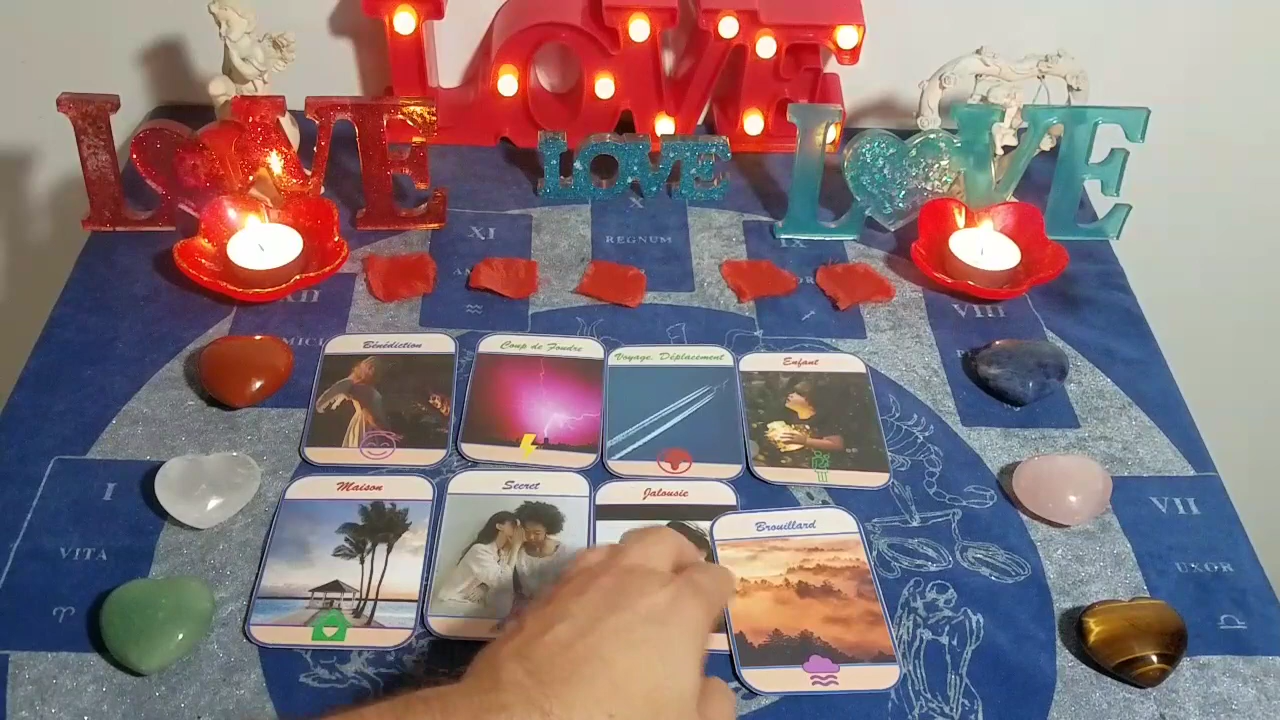 LOVE
LOVE
LOVE
LOVE
XI
X
REGNUM
IX
XII
VIII
Bénédiction
Coup de Foudre
Voyage, Déplacement
Enfant
Maison
Secret
Jalousie
Brouillard
I
VITA
VII
UXOR